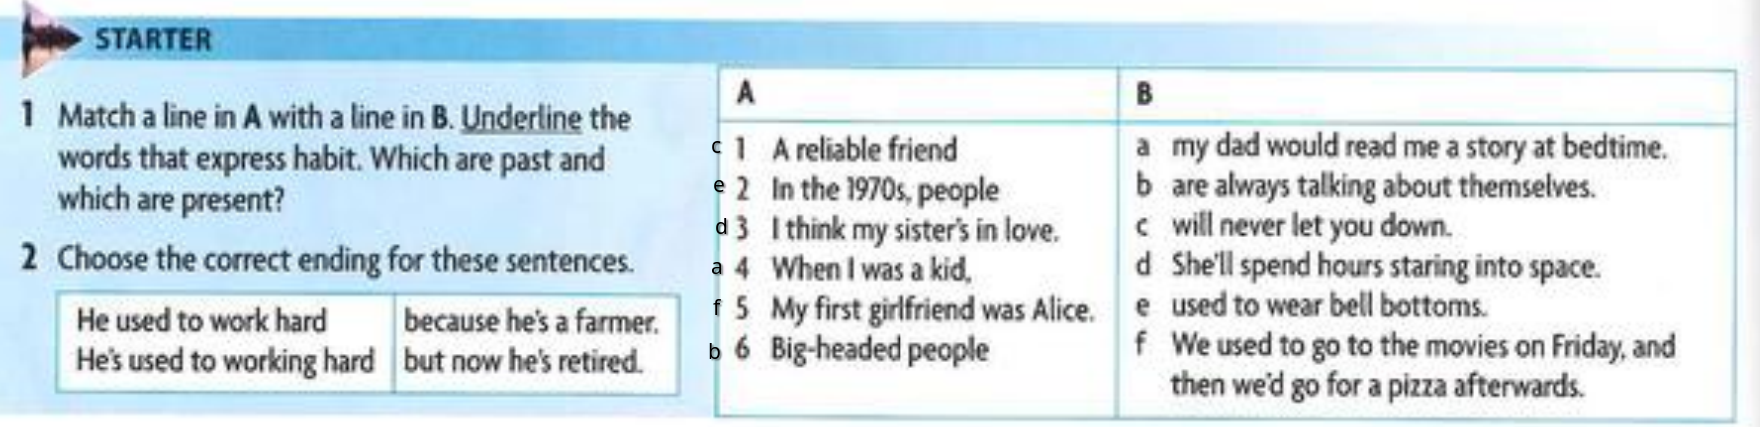 STARTER
1 Match a line in A with a line in B. Underline the
words that express habit. Which are past and
which are present?
2 Choose the correct ending for these sentences.
He used to work hard because he's a farmer.
He's used to working hard but now he's retired.
A B
c 1 A reliable friend a my dad would read me a story at bedtime.
e 2 In the 1970s, people b are always talking about themselves.
d 3 I think my sister's in love. c will never let you down.
a 4 When I was a kid, d She'll spend hours staring into space.
f 5 My first girlfriend was Alice. e used to wear bell bottoms.
b 6 Big-headed people f We used to go to the movies on Friday, and
then we'd go for a pizza afterwards.